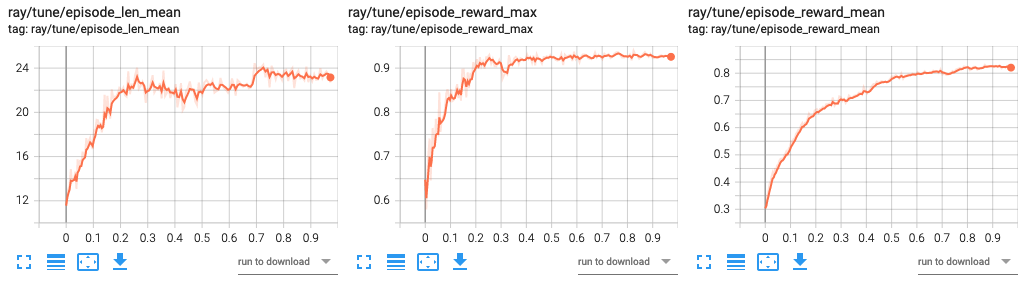 ray/tune/episode_len_mean
tag: ray/tune/episode_len_mean
24
20
16
12
0 0.1 0.2 0.3 0.4 0.5 0.6 0.7 0.8 0.9
run to download
ray/tune/episode_reward_max
tag: ray/tune/episode_reward_max
0.9
0.8
0.7
0.6
0 0.1 0.2 0.3 0.4 0.5 0.6 0.7 0.8 0.9
run to download
ray/tune/episode_reward_mean
tag: ray/tune/episode_reward_mean
0.8
0.7
0.6
0.5
0.4
0.3
0 0.1 0.2 0.3 0.4 0.5 0.6 0.7 0.8 0.9
run to download